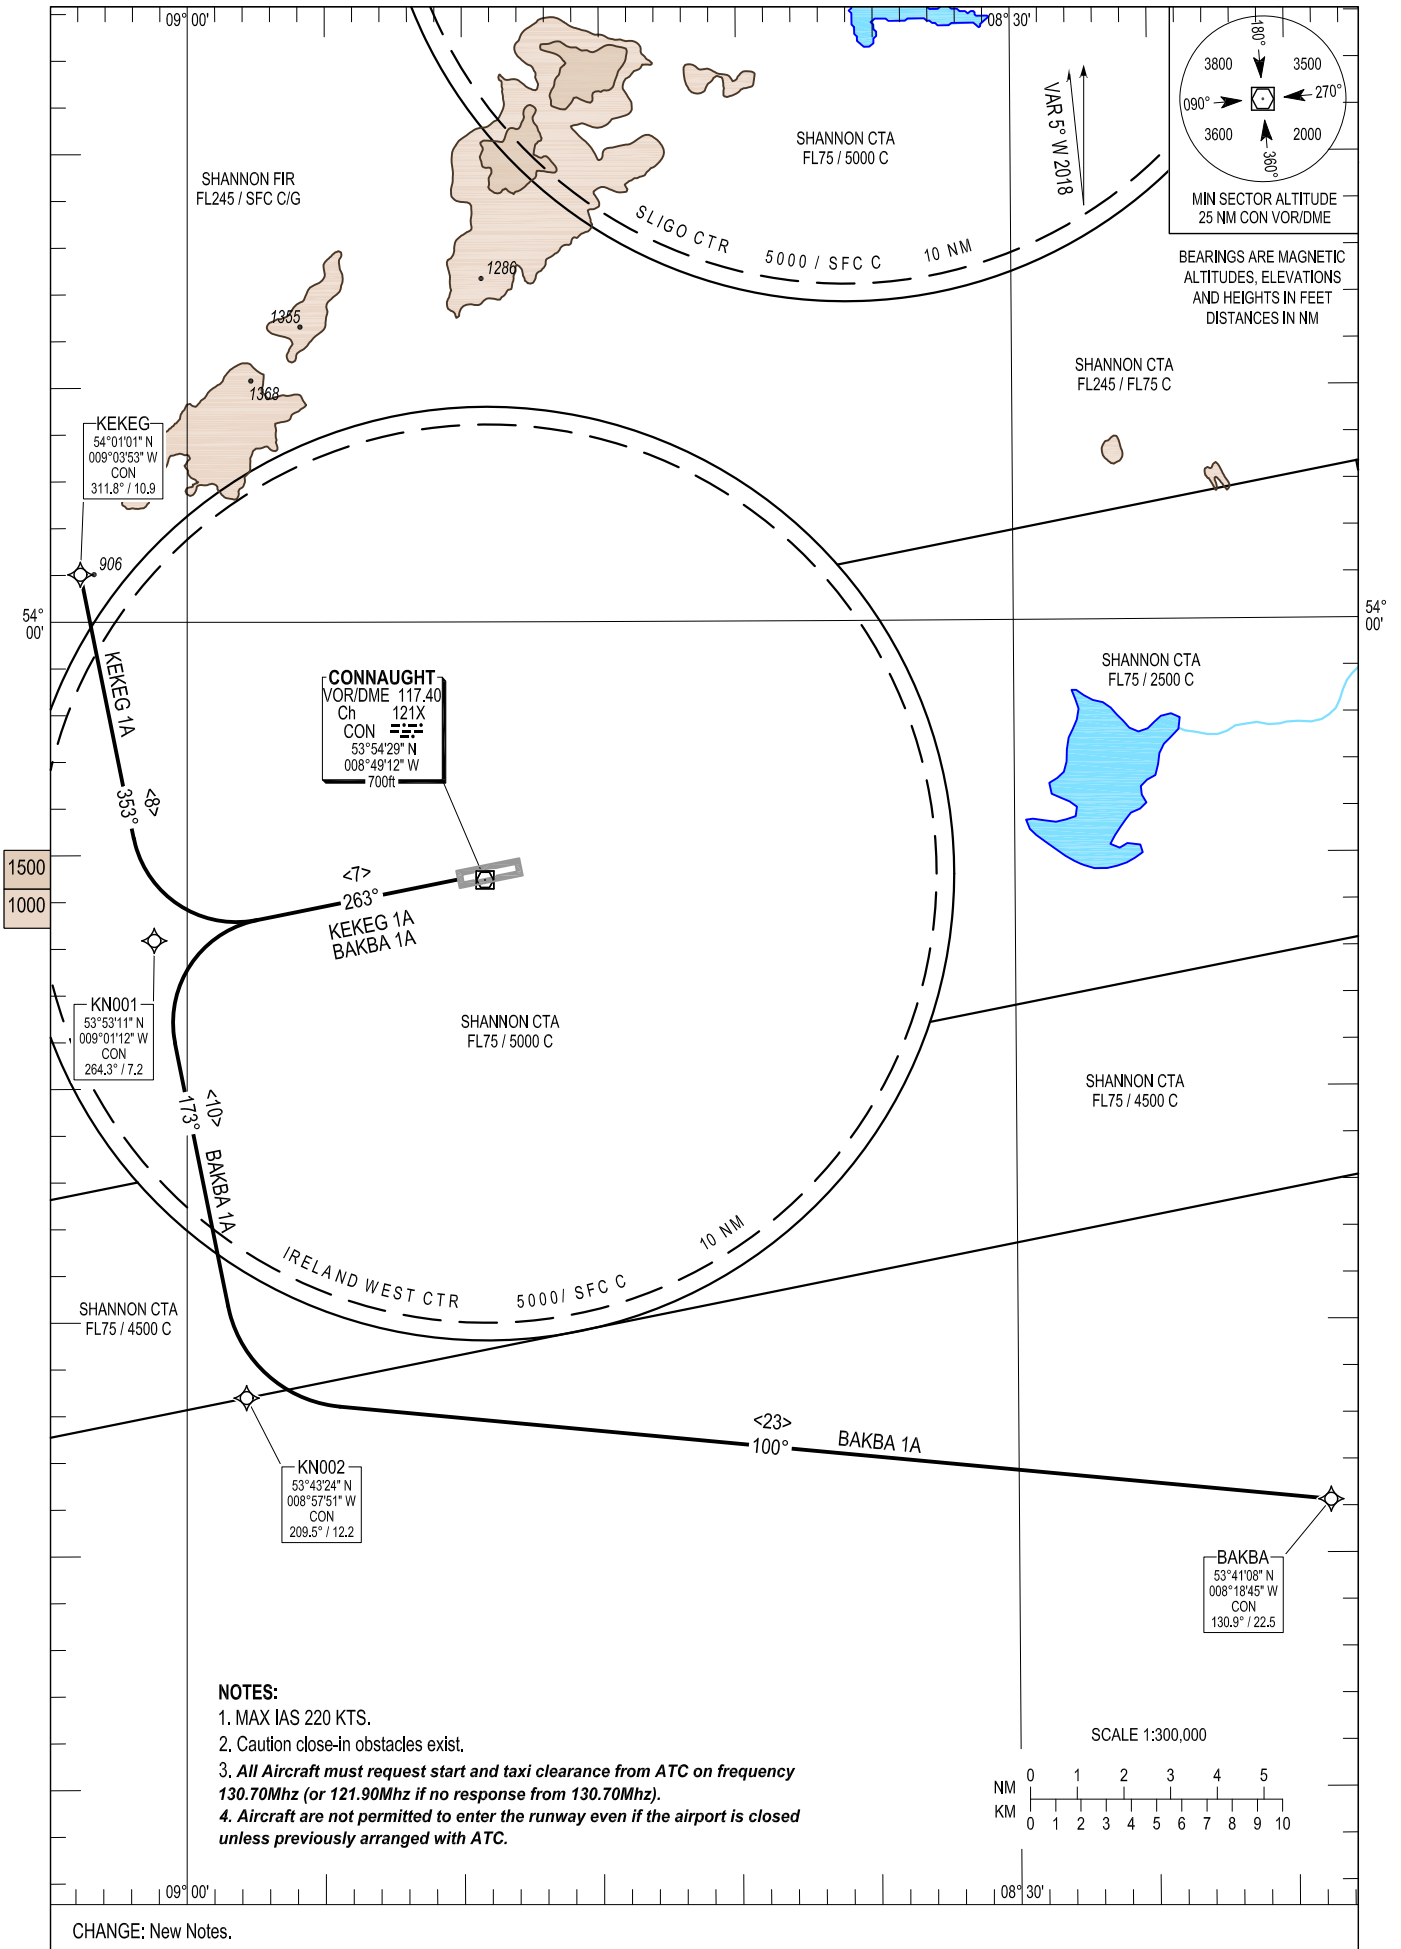 09°00'
08°30'
180°
3800
3500
090°
270°
3600
2000
360°
MIN SECTOR ALTITUDE
25 NM CON VOR/DME
VAR 5° W 2018
BEARINGS ARE MAGNETIC
ALTITUDES, ELEVATIONS
AND HEIGHTS IN FEET
DISTANCES IN NM
SHANNON CTA
FL75 / 5000 C
SHANNON FIR
FL245 / SFC C/G
SLIGO CTR 5000 / SFC C 10 NM
1286
1355
1368
SHANNON CTA
FL245 / FL75 C
KEKEG
54°01'01" N
009°03'53" W
CON
311.8° / 10.9
906
54°
00'
54°
00'
KEKEG 1A
353°
<8>
CONNAUGHT
VOR/DME 117.40
Ch 121X
CON
53°54'29" N
008°49'12" W
700ft
SHANNON CTA
FL75 / 2500 C
1500
1000
<7>
263°
KEKEG 1A
BAKBA 1A
KN001
53°53'11" N
009°01'12" W
CON
264.3° / 7.2
SHANNON CTA
FL75 / 5000 C
SHANNON CTA
FL75 / 4500 C
<10>
173°
BAKBA 1A
IRELAND WEST CTR 5000/ SFC C 10 NM
SHANNON CTA
FL75 / 4500 C
<23>
100°
BAKBA 1A
KN002
53°43'24" N
008°57'51" W
CON
209.5° / 12.2
BAKBA
53°41'08" N
008°18'45" W
CON
130.9° / 22.5
NOTES:
1. MAX IAS 220 KTS.
2. Caution close-in obstacles exist.
3. All Aircraft must request start and taxi clearance from ATC on frequency
130.70Mhz (or 121.90Mhz if no response from 130.70Mhz).
4. Aircraft are not permitted to enter the runway even if the airport is closed
unless previously arranged with ATC.
SCALE 1:300,000
NM 0 1 2 3 4 5
KM 0 1 2 3 4 5 6 7 8 9 10
09°00'
08°30'
CHANGE: New Notes.